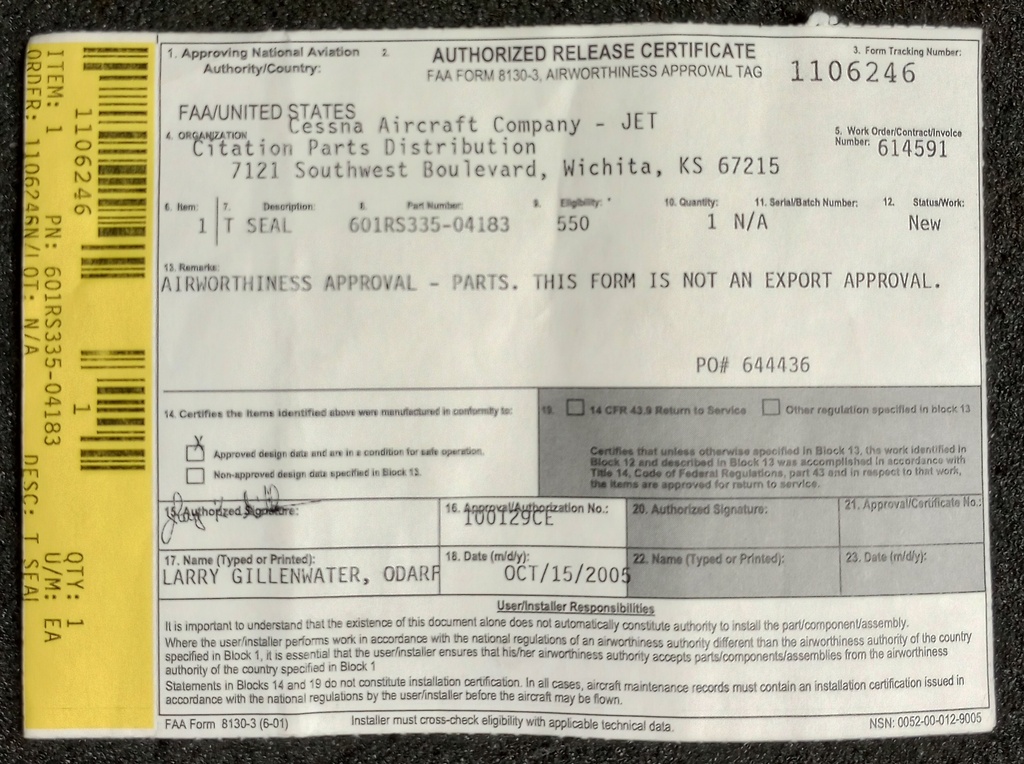 1. Approving National Aviation Authority/Country:
2.
AUTHORIZED RELEASE CERTIFICATE
FAA FORM 8130-3, AIRWORTHINESS APPROVAL TAG
3. Form Tracking Number:
1106246
FAA/UNITED STATES
4. ORGANIZATION
Cessna Aircraft Company - JET
Citation Parts Distribution
7121 Southwest Boulevard, Wichita, KS 67215
5. Work Order/Contract/Invoice
Number: 614591
6. Item: 7. Description: 8. Part Number: 9. Eligibility: * 10. Quantity: 11. Serial/Batch Number: 12. Status/Work:
1 T SEAL 601RS335-04183 550 1 N/A New
13. Remarks:
AIRWORTHINESS APPROVAL - PARTS. THIS FORM IS NOT AN EXPORT APPROVAL.
PO# 644436
14. Certifies the items identified above were manufactured in conformity to:
X Approved design data and are in a condition for safe operation.
Non-approved design data specified in Block 13.
19. 14 CFR 43.9 Return to Service Other regulation specified in block 13
Certifies that unless otherwise specified in Block 13, the work identified in
Block 12 and described in Block 13 was accomplished in accordance with
Title 14, Code of Federal Regulations, part 43 and in respect to that work,
the items are approved for return to service.
15. Authorized Signature:
16. Approval/Authorization No.:
100129CE
20. Authorized Signature:
21. Approval/Certificate No.:
17. Name (Typed or Printed):
LARRY GILLENWATER, ODARF
18. Date (m/d/y):
OCT/15/2005
22. Name (Typed or Printed):
23. Date (m/d/y):
User/Installer Responsibilities
It is important to understand that the existence of this document alone does not automatically constitute authority to install the part/component/assembly.
Where the user/installer performs work in accordance with the national regulations of an airworthiness authority different than the airworthiness authority of the country
specified in Block 1, it is essential that the user/installer ensures that his/her airworthiness authority accepts parts/components/assemblies from the airworthiness
authority of the country specified in Block 1
Statements in Blocks 14 and 19 do not constitute installation certification. In all cases, aircraft maintenance records must contain an installation certification issued in
accordance with the national regulations by the user/installer before the aircraft may be flown.
FAA Form 8130-3 (6-01) Installer must cross-check eligibility with applicable technical data. NSN: 0052-00-012-9005
1106246 1
ITEM: 1 PN: 601RS335-04183 QTY: 1 U/M: EA
ORDER: 1106246N/LOT: N/A DESC: T SEAL